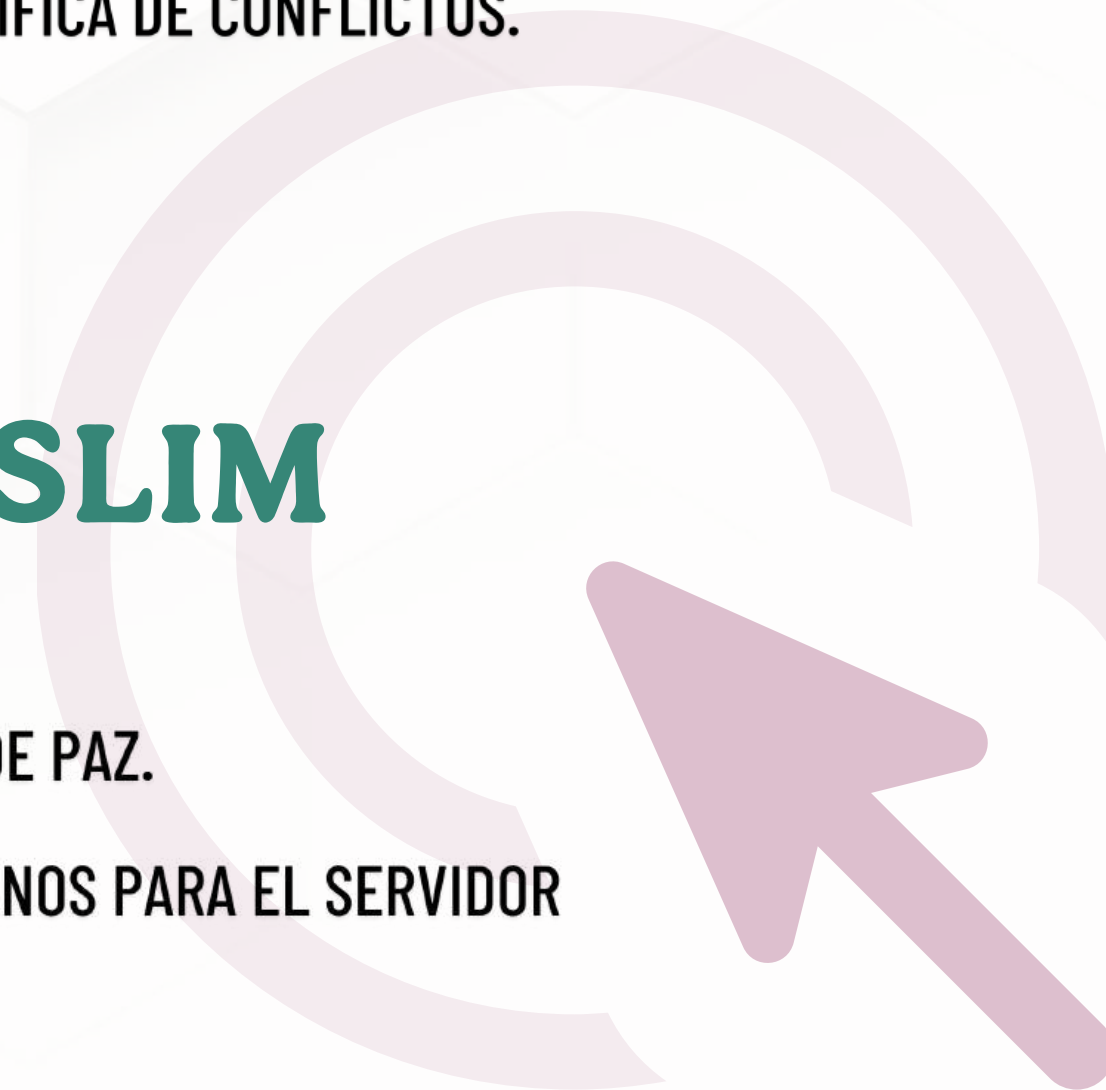 IFICA DE CONFLICTOS.
SLIM
DE PAZ.
NOS PARA EL SERVIDOR